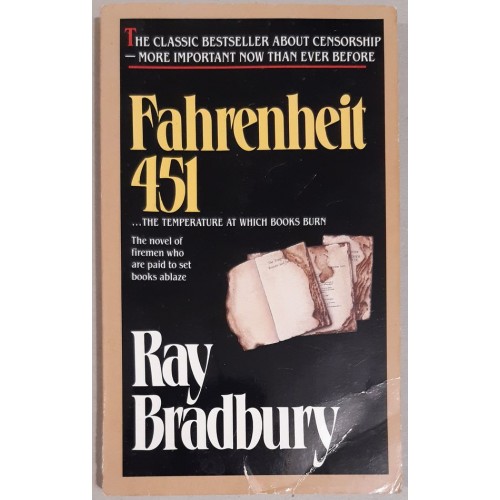 THE CLASSIC BESTSELLER ABOUT CENSORSHIP
— MORE IMPORTANT NOW THAN EVER BEFORE
Fahrenheit
451
...THE TEMPERATURE AT WHICH BOOKS BURN
The novel of
firemen who
are paid to set
books ablaze
Ray
Bradbury